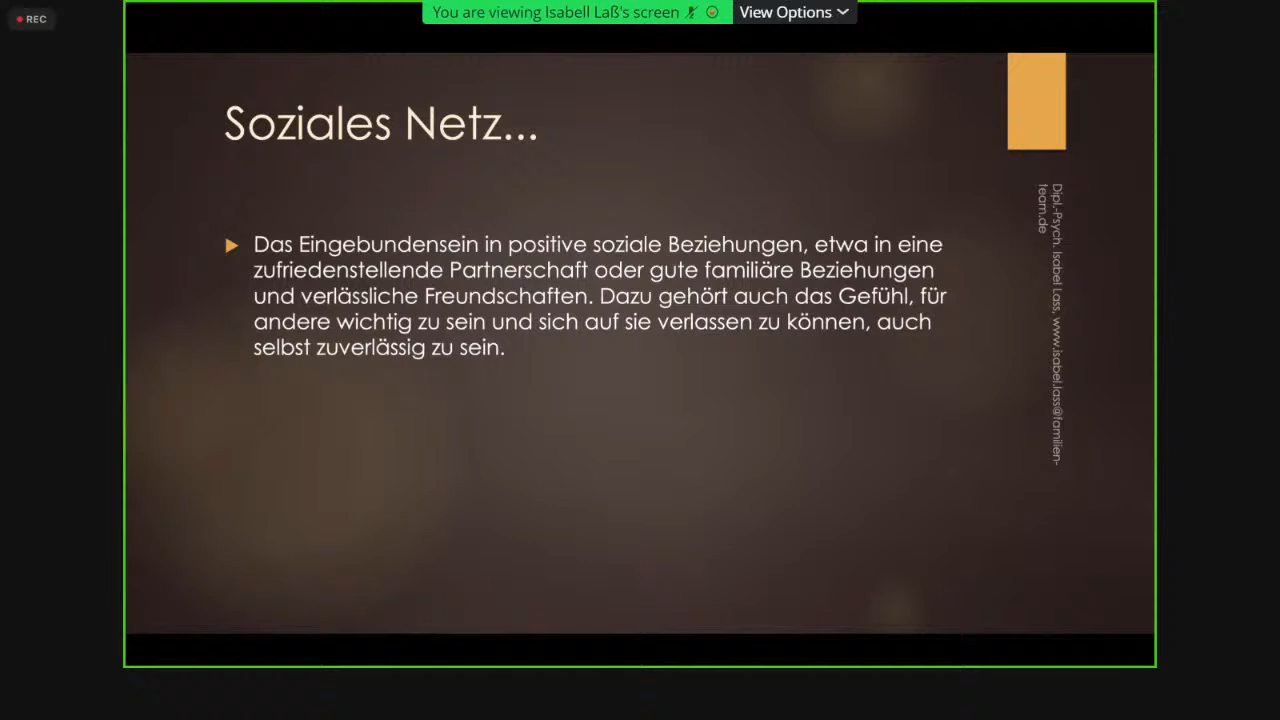 REC
You are viewing Isabell Laß's screen
View Options
Soziales Netz...
Das Eingebundensein in positive soziale Beziehungen, etwa in eine
zufriedenstellende Partnerschaft oder gute familiäre Beziehungen
und verlässliche Freundschaften. Dazu gehört auch das Gefühl, für
andere wichtig zu sein und sich auf sie verlassen zu können, auch
selbst zuverlässig zu sein.
Dipl.-Psych. Isabel Lass, www.isabel.lass@familien-
team.de